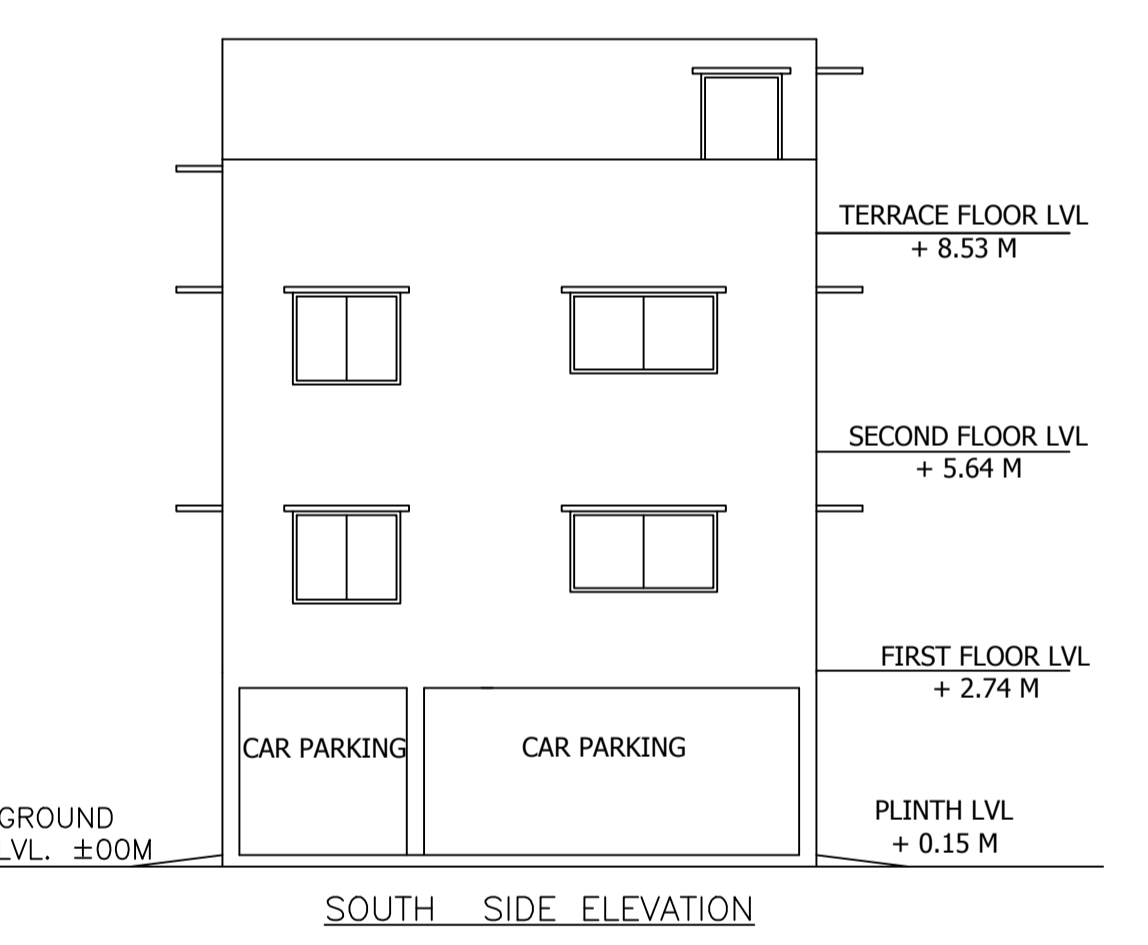 TERRACE FLOOR LVL
+ 8.53 M
SECOND FLOOR LVL
+ 5.64 M
FIRST FLOOR LVL
+ 2.74 M
CAR PARKING
CAR PARKING
GROUND
LVL. ±00M
PLINTH LVL
+ 0.15 M
SOUTH SIDE ELEVATION